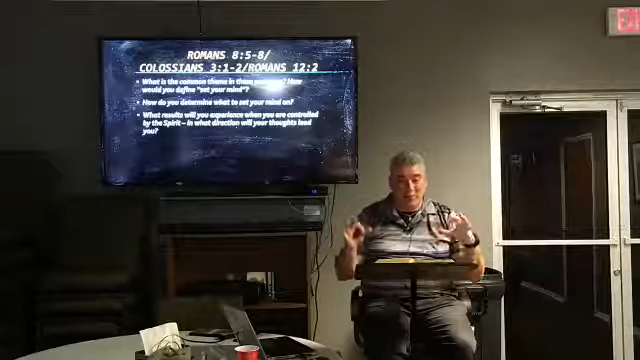 ROMANS 8:5-8/
COLOSSIANS 3:1-2/ROMANS 12:2
• What is the common theme in these passages? How
would you define "set your mind"?
• How do you determine what to set your mind on?
• What results will you experience when you are controlled
by the Spirit – in what direction will your thoughts lead
you?
EXIT